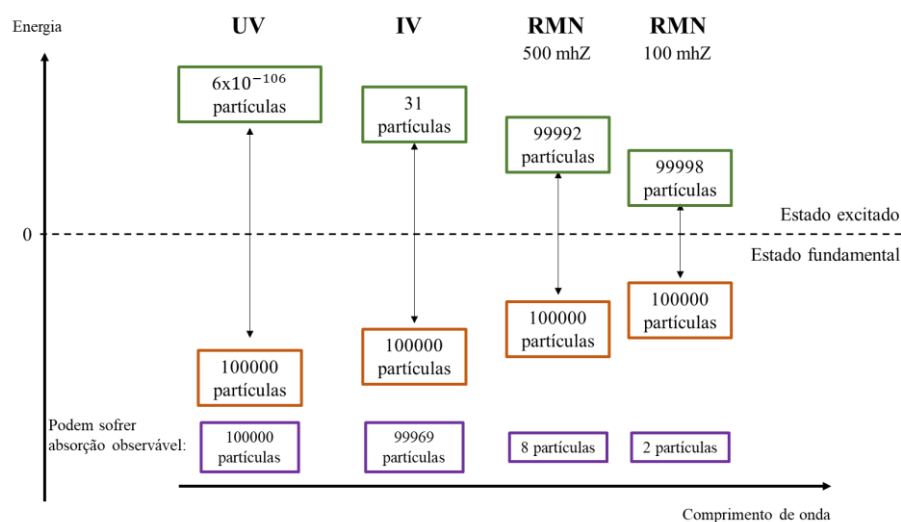 Energia
UV
IV
RMN
500 mhZ
RMN
100 mhZ
6x10⁻¹⁰⁶
partículas
31
partículas
99992
partículas
99998
partículas
Estado excitado
0
Estado fundamental
100000
partículas
100000
partículas
100000
partículas
100000
partículas
Podem sofrer
absorção observável:
100000
partículas
99969
partículas
8 partículas
2 partículas
Comprimento de onda